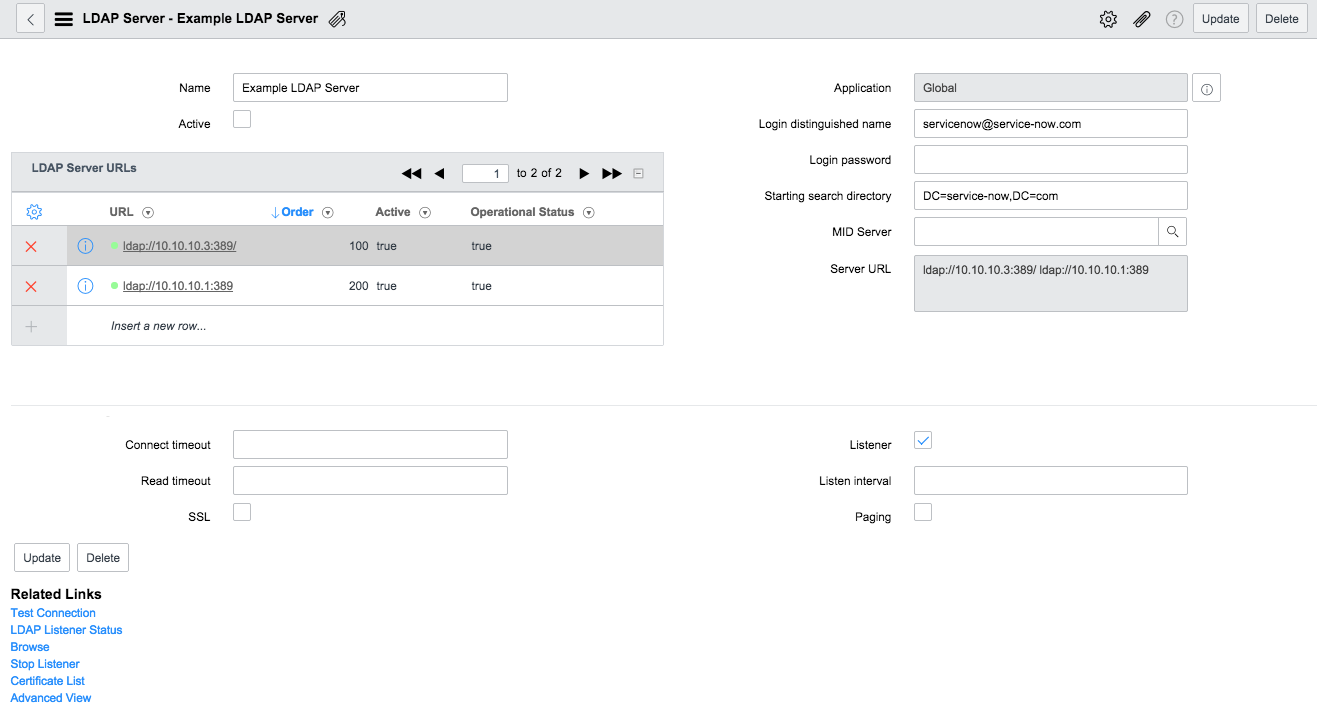 LDAP Server - Example LDAP Server
Update
Delete
Name
Example LDAP Server
Active
Application
Global
Login distinguished name
servicenow@service-now.com
Login password
Starting search directory
DC=service-now,DC=com
MID Server
Server URL
ldap://10.10.10.3:389/ ldap://10.10.10.1:389
LDAP Server URLs
1 to 2 of 2
URL Order Active Operational Status
ldap://10.10.10.3:389/ 100 true true
ldap://10.10.10.1:389 200 true true
Insert a new row...
Connect timeout
Read timeout
SSL
Listener
Listen interval
Paging
Update
Delete
Related Links
Test Connection
LDAP Listener Status
Browse
Stop Listener
Certificate List
Advanced View